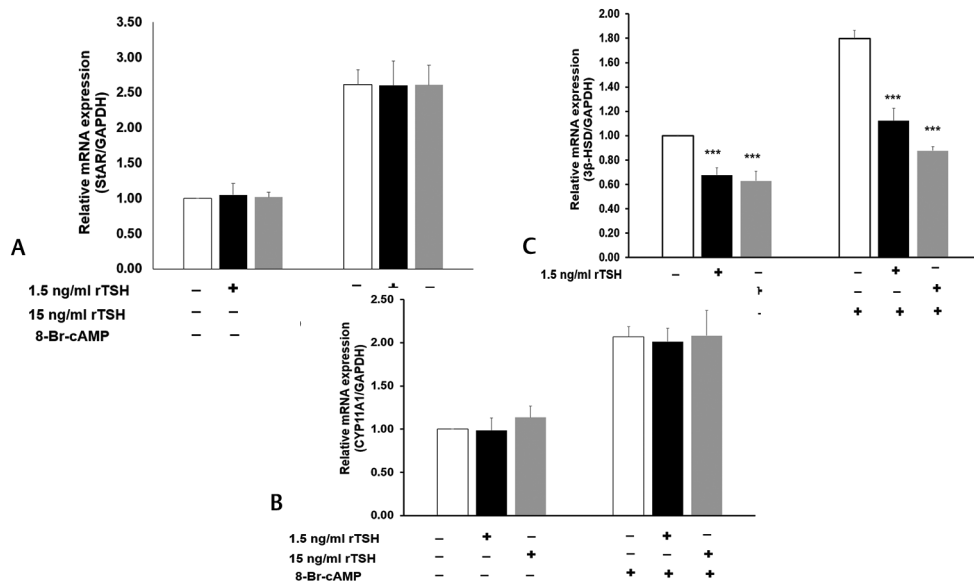 Relative mRNA expression
(StAR/GAPDH)
3.50
3.00
2.50
2.00
1.50
1.00
0.50
0.00
A
1.5 ng/ml rTSH – + – + –
15 ng/ml rTSH – –
8-Br-cAMP – –
Relative mRNA expression
(3β-HSD/GAPDH)
2.00
1.80
1.60
1.40
1.20
1.00
0.80
0.60
0.40
0.20
0.00
*** ***
*** ***
C
1.5 ng/ml rTSH – + – – + –
– – +
+ + +
Relative mRNA expression
(CYP11A1/GAPDH)
2.50
2.00
1.50
1.00
0.50
0.00
B
1.5 ng/ml rTSH – + – – + –
15 ng/ml rTSH – – + – – +
8-Br-cAMP – – – + + +